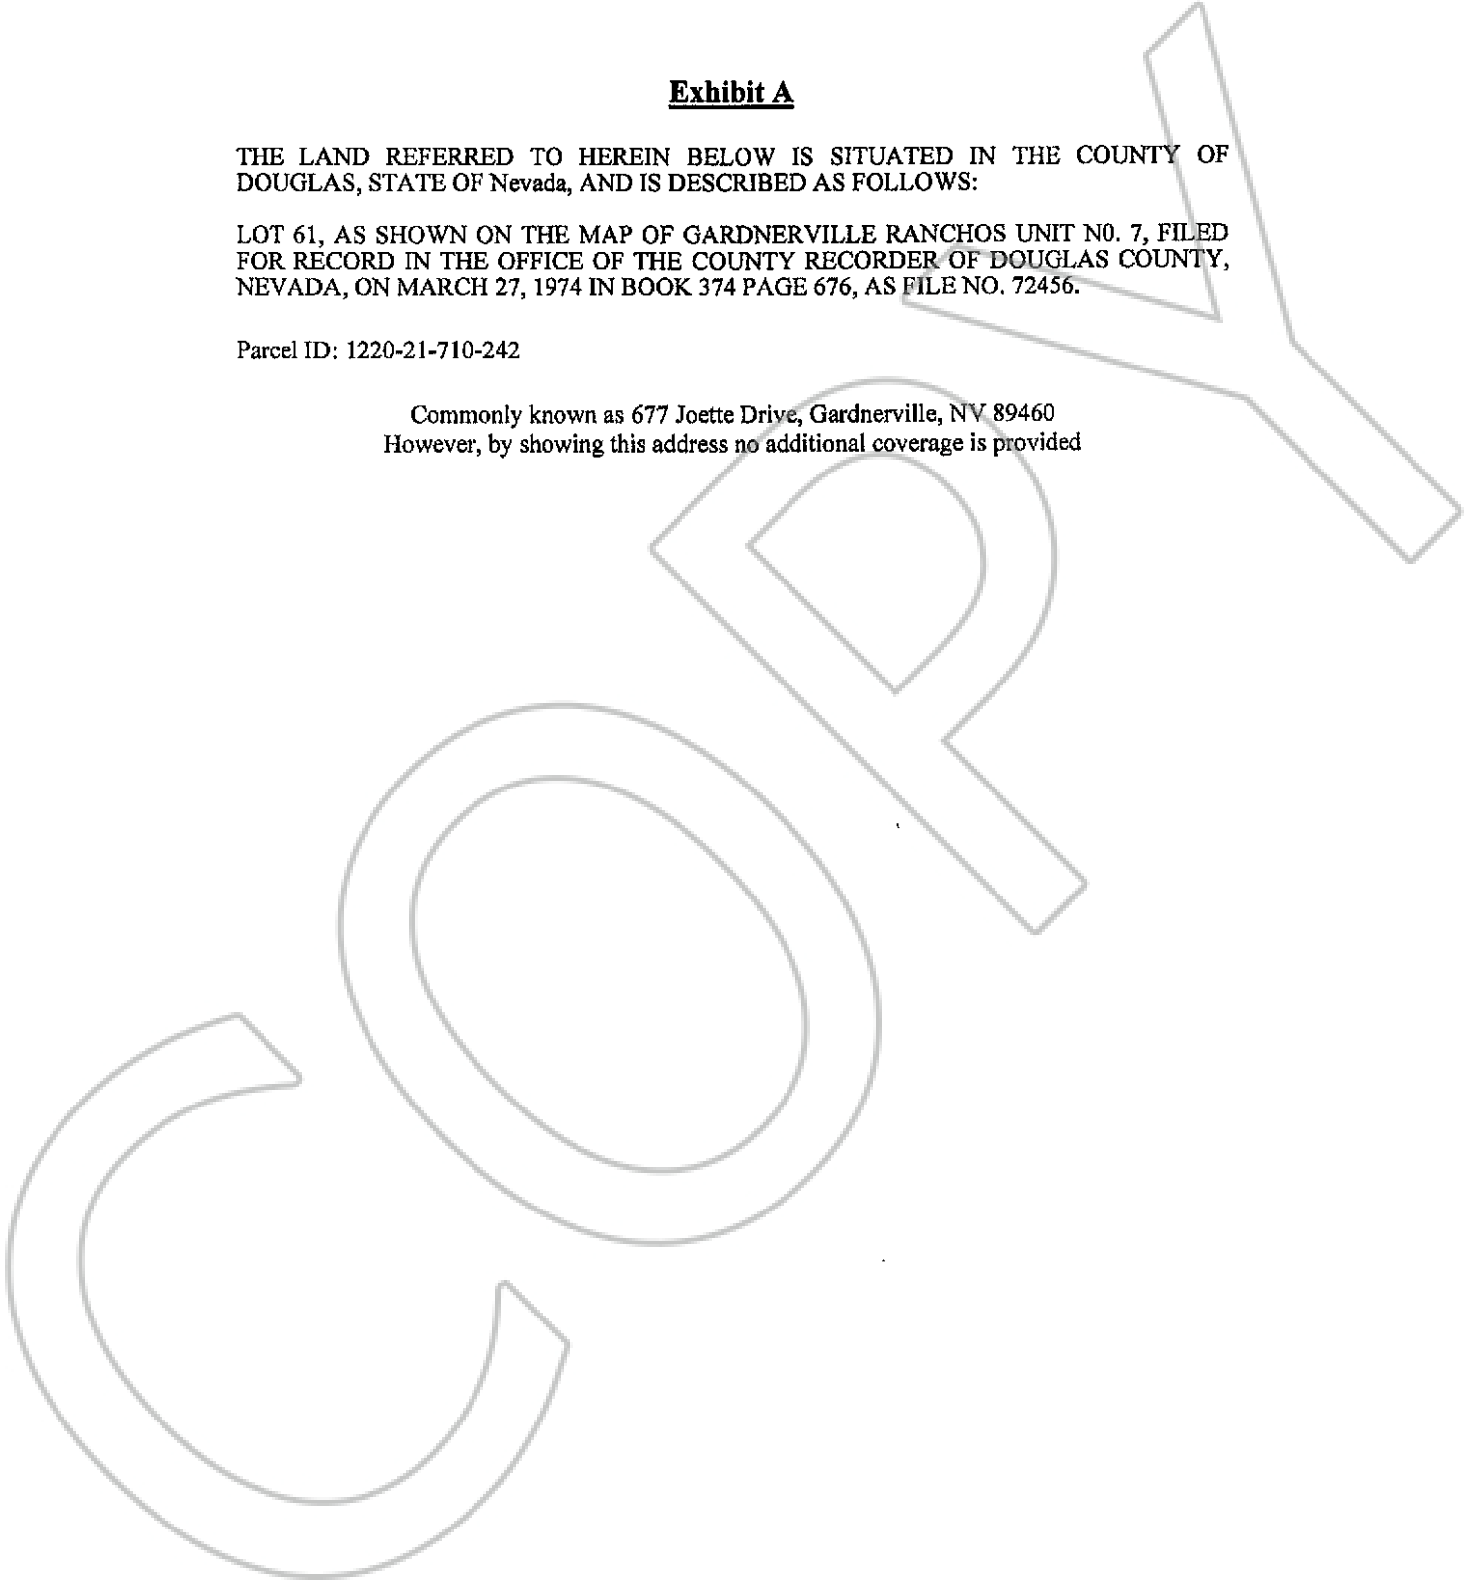 Exhibit A
THE LAND REFERRED TO HEREIN BELOW IS SITUATED IN THE COUNTY OF
DOUGLAS, STATE OF Nevada, AND IS DESCRIBED AS FOLLOWS:
LOT 61, AS SHOWN ON THE MAP OF GARDNERVILLE RANCHOS UNIT N0. 7, FILED
FOR RECORD IN THE OFFICE OF THE COUNTY RECORDER OF DOUGLAS COUNTY,
NEVADA, ON MARCH 27, 1974 IN BOOK 374 PAGE 676, AS FILE NO. 72456.
Parcel ID: 1220-21-710-242
Commonly known as 677 Joette Drive, Gardnerville, NV 89460
However, by showing this address no additional coverage is provided
COPY